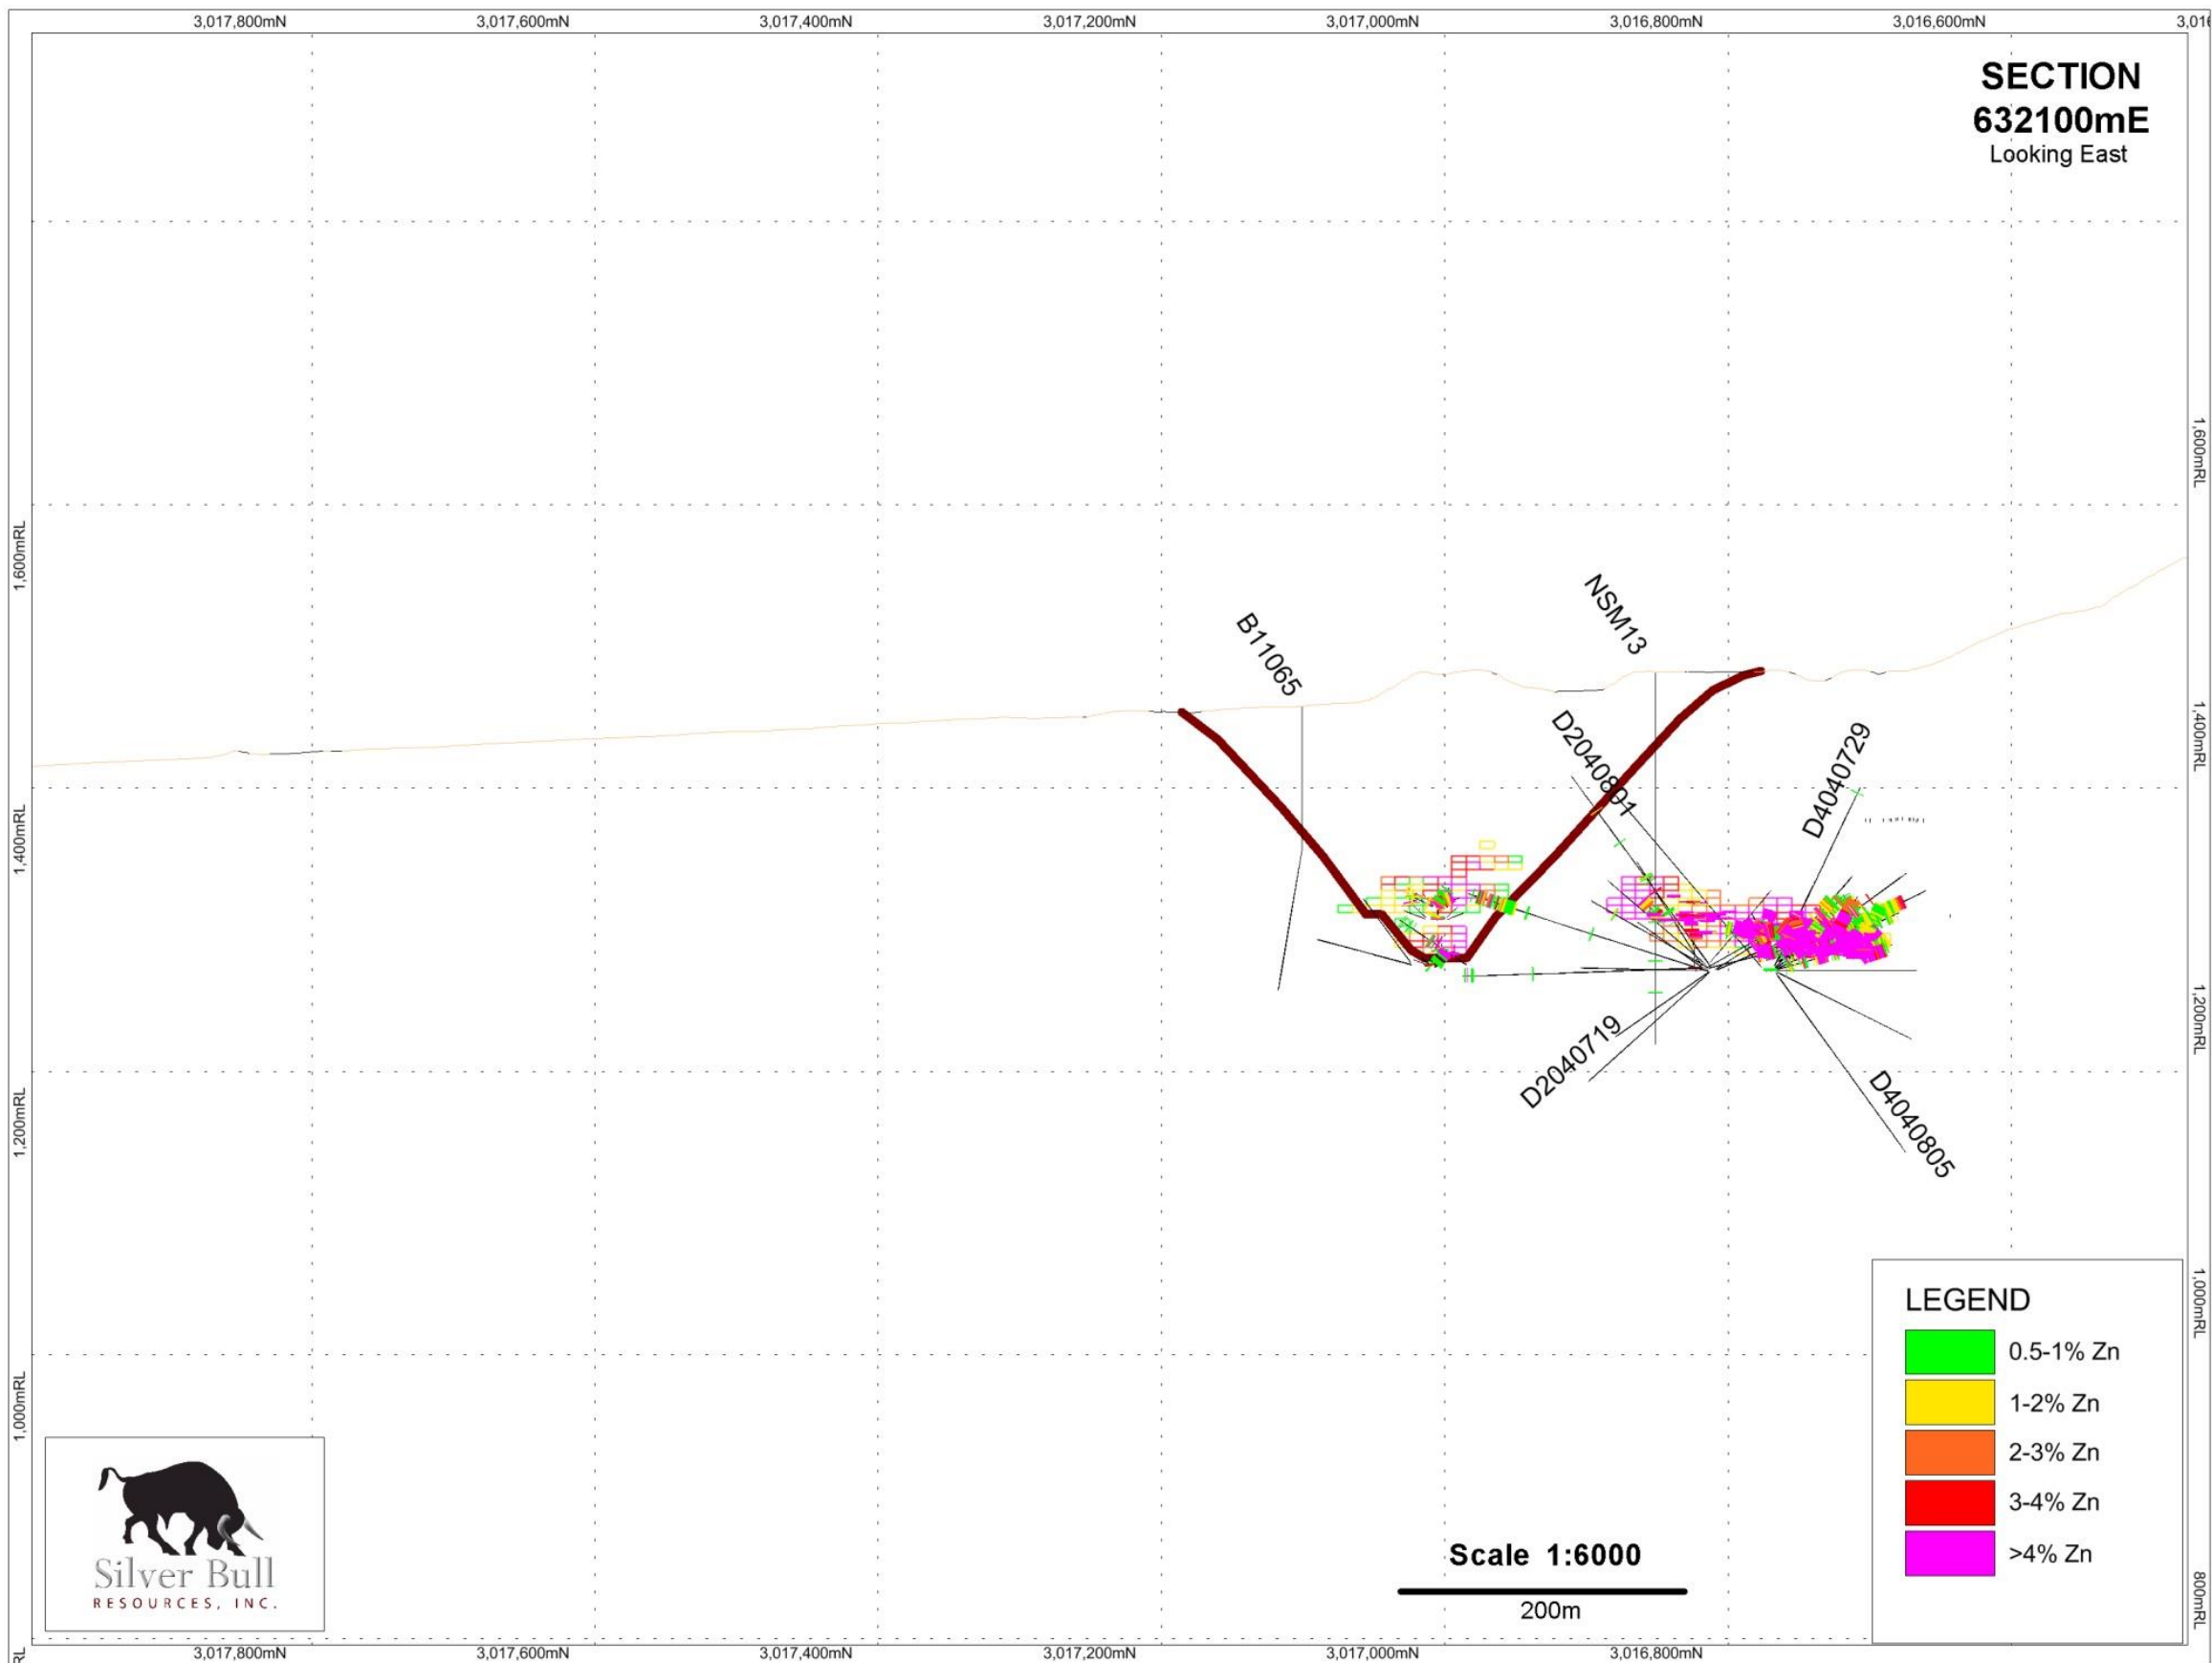 3,017,800mN 3,017,600mN 3,017,400mN 3,017,200mN 3,017,000mN 3,016,800mN 3,016,600mN 3,016
SECTION
632100mE
Looking East
1,600mRL
1,600mRL
NSM13
B11065
1,400mRL
D2040801
D4040729
1,400mRL
1,200mRL
D2040719
D4040805
1,200mRL
1,000mRL
LEGEND
0.5-1% Zn
1-2% Zn
2-3% Zn
3-4% Zn
>4% Zn
1,000mRL
Scale 1:6000
200m
800mRL
Silver Bull
RESOURCES, INC.
RL
3,017,800mN 3,017,600mN 3,017,400mN 3,017,200mN 3,017,000mN 3,016,800mN